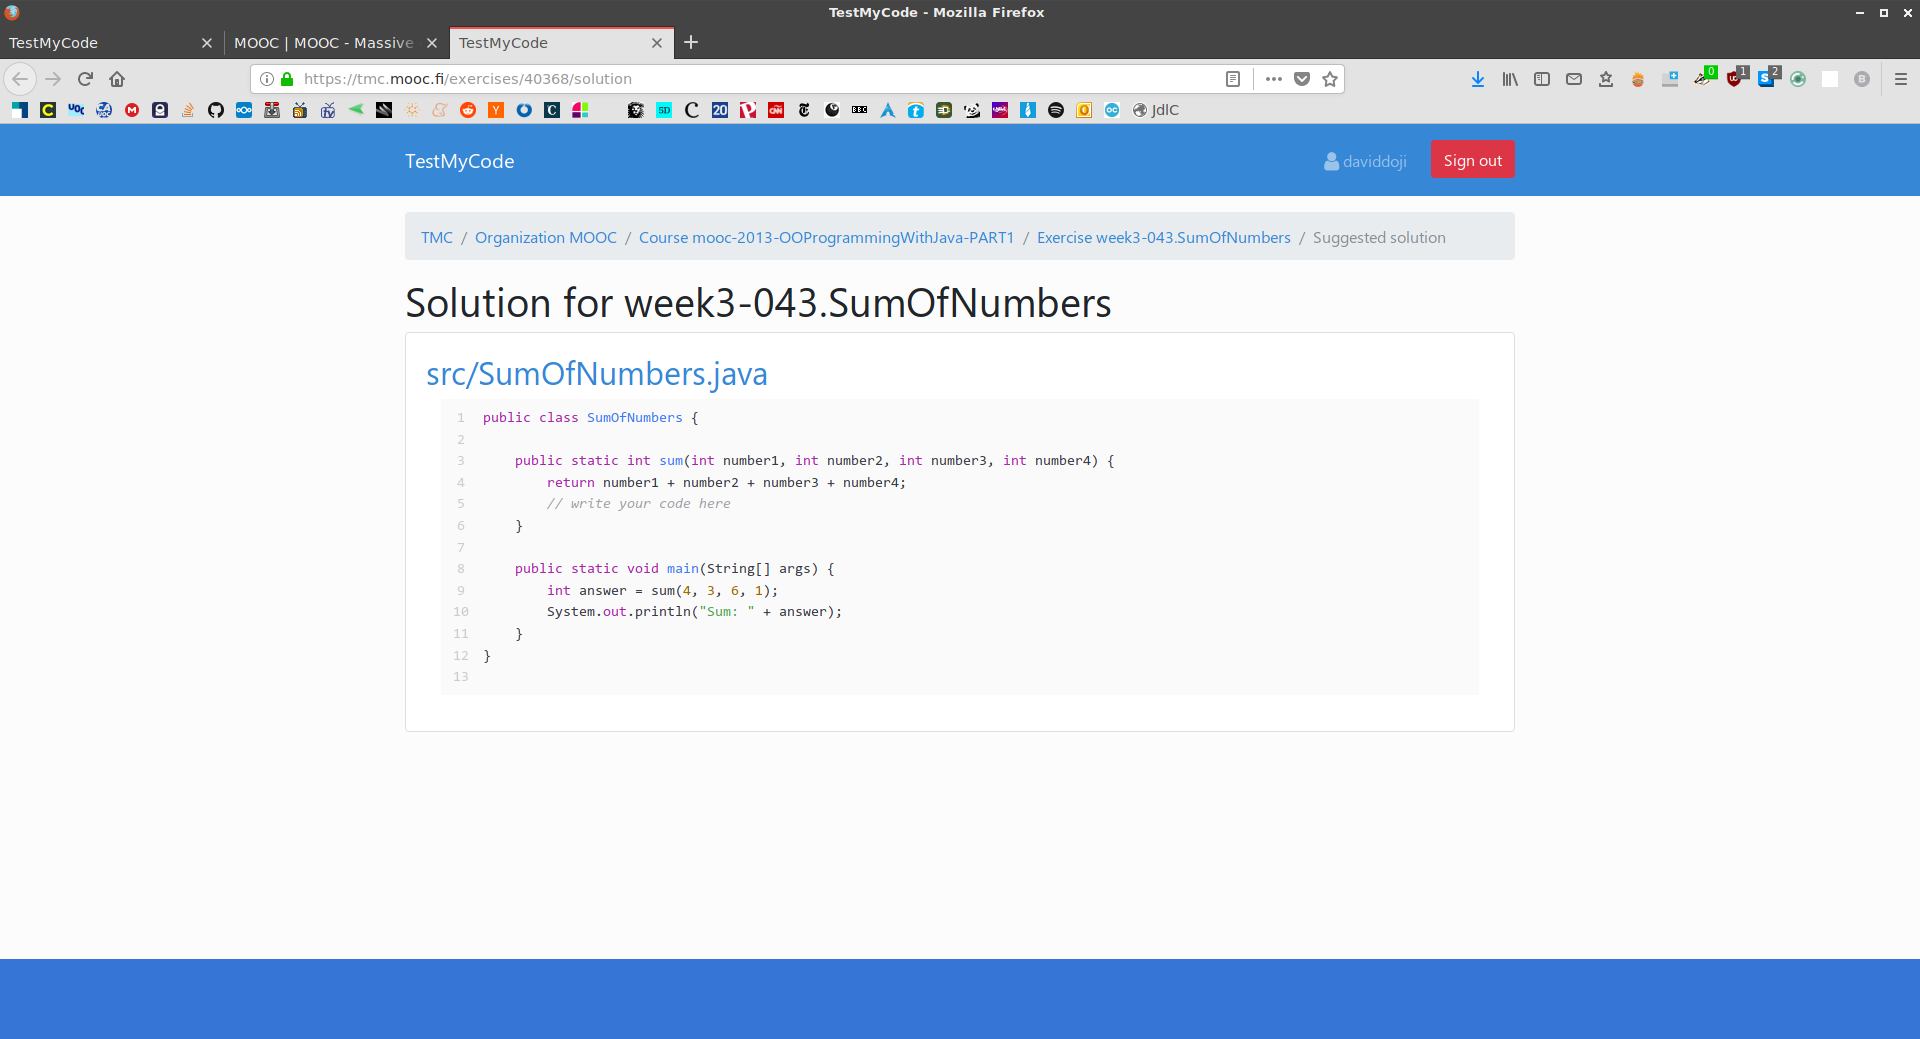 TestMyCode - Mozilla Firefox
TestMyCode
MOOC | MOOC - Massive
TestMyCode
https://tmc.mooc.fi/exercises/40368/solution
0
1
2
JdlC
TestMyCode
daviddoji
Sign out
TMC / Organization MOOC / Course mooc-2013-OOProgrammingWithJava-PART1 / Exercise week3-043.SumOfNumbers / Suggested solution
Solution for week3-043.SumOfNumbers
src/SumOfNumbers.java
1 public class SumOfNumbers {
2
3     public static int sum(int number1, int number2, int number3, int number4) {
4         return number1 + number2 + number3 + number4;
5         // write your code here
6     }
7
8     public static void main(String[] args) {
9         int answer = sum(4, 3, 6, 1);
10         System.out.println("Sum: " + answer);
11     }
12 }
13